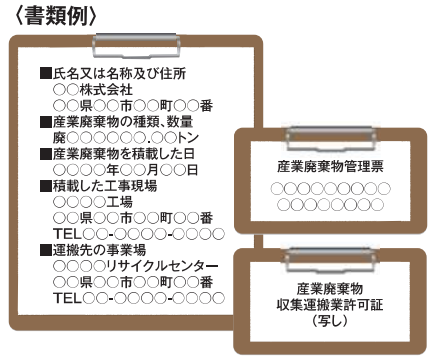 〈書類例〉
■氏名又は名称及び住所
○○株式会社
○○県○○市○○町○○番
■産業廃棄物の種類、数量
廃○○○○○○.○○トン
■産業廃棄物を積載した日
○○○○年○○月○○日
■積載した工事現場
○○○○工場
○○県○○市○○町○○番
TEL○○-○○○○-○○○○
■運搬先の事業場
○○○○リサイクルセンター
○○県○○市○○町○○番
TEL○○-○○○○-○○○○
産業廃棄物管理票
○○○○○○○○○
○○○○○○○○
産業廃棄物
収集運搬業許可証
（写し）